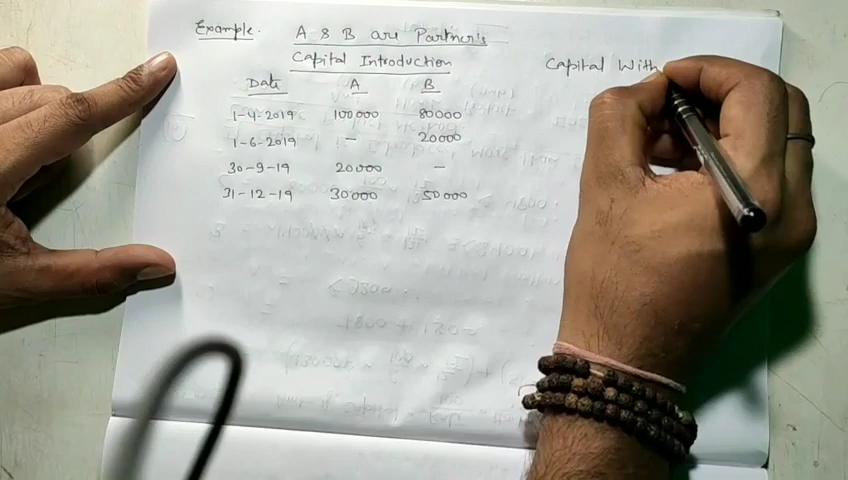 Example. A & B are Partner's
Capital Introduction
Capital With
Date A B
1-4-2019 100000 80000
1-6-2019 — 20000
30-9-19 20000 —
31-12-19 30000 50000